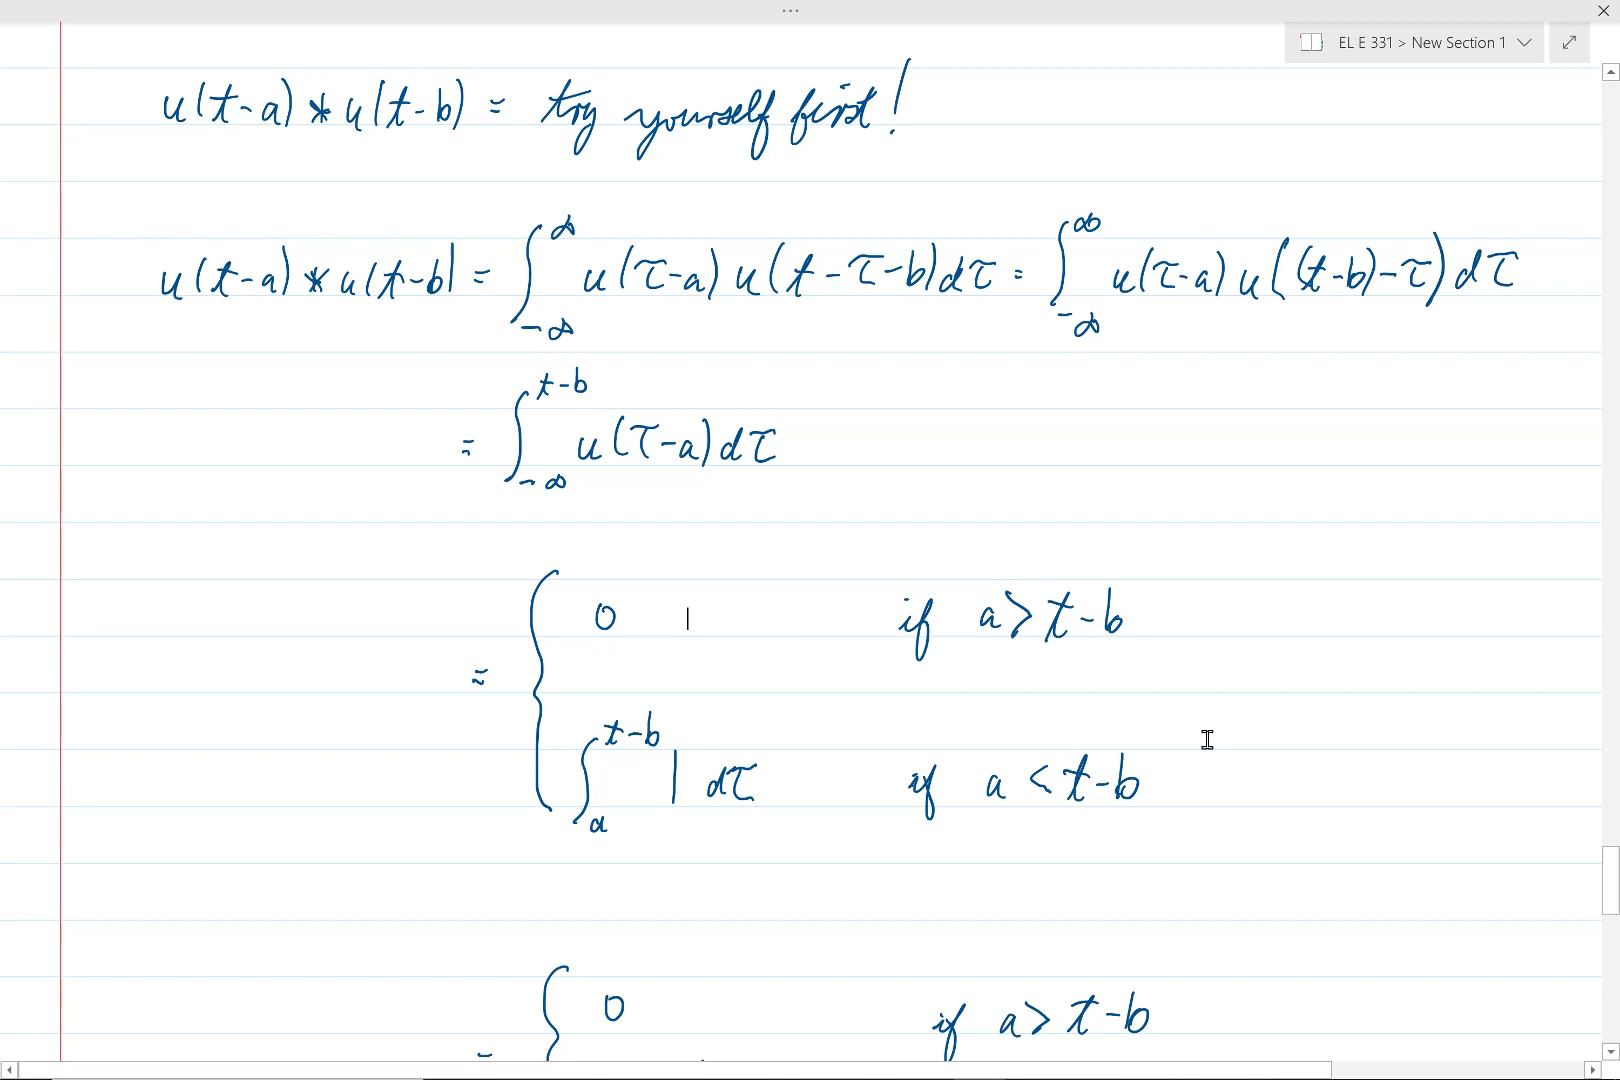 EL E 331 > New Section 1
u(t-a) * u(t-b) = try yourself first!
u(t-a) * u(t-b) = ∫_{-∞}^{∞} u(τ-a) u(t-τ-b) dτ = ∫_{-∞}^{∞} u(τ-a) u((t-b)-τ) dτ
= ∫_{-∞}^{t-b} u(τ-a) dτ
= { 0 if a > t-b
∫_{a}^{t-b} 1 dτ if a < t-b
= { 0 if a > t-b